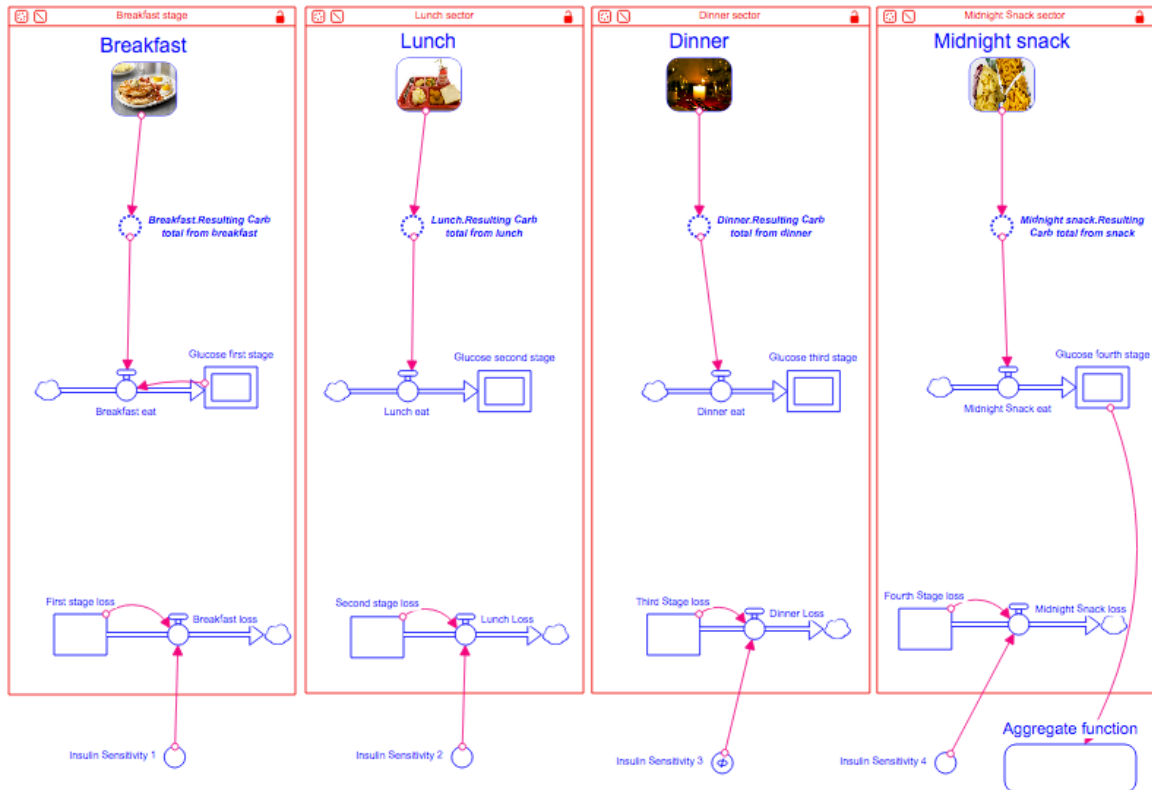 Breakfast stage
Lunch sector
Dinner sector
Midnight Snack sector
Breakfast
Lunch
Dinner
Midnight snack
Breakfast.Resulting Carb
total from breakfast
Lunch.Resulting Carb
total from lunch
Dinner.Resulting Carb
total from dinner
Midnight snack.Resulting
Carb total from snack
Glucose first stage
Glucose second stage
Glucose third stage
Glucose fourth stage
Breakfast eat
Lunch eat
Dinner eat
Midnight Snack eat
First stage loss
Breakfast loss
Second stage loss
Lunch Loss
Third Stage loss
Dinner Loss
Fourth Stage loss
Midnight Snack loss
Insulin Sensitivity 1
Insulin Sensitivity 2
Insulin Sensitivity 3
Insulin Sensitivity 4
Aggregate function